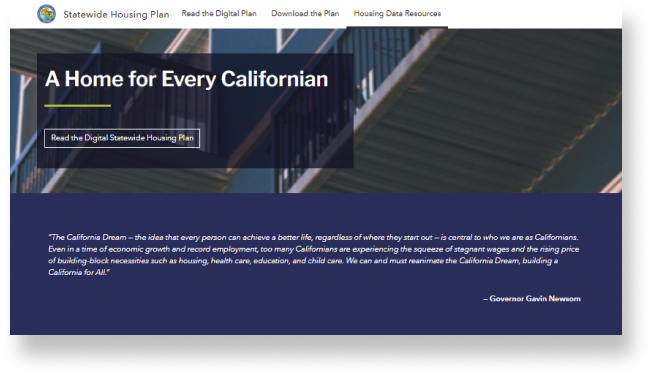 Statewide Housing Plan Read the Digital Plan Download the Plan Housing Data Resources
A Home for Every Californian
Read the Digital Statewide Housing Plan
"The California Dream – the idea that every person can achieve a better life, regardless of where they start out – is central to who we are as Californians.
Even in a time of economic growth and record employment, too many Californians are experiencing the squeeze of stagnant wages and the rising price
of building-block necessities such as housing, health care, education, and child care. We can and must reanimate the California Dream, building a
California for All."
– Governor Gavin Newsom